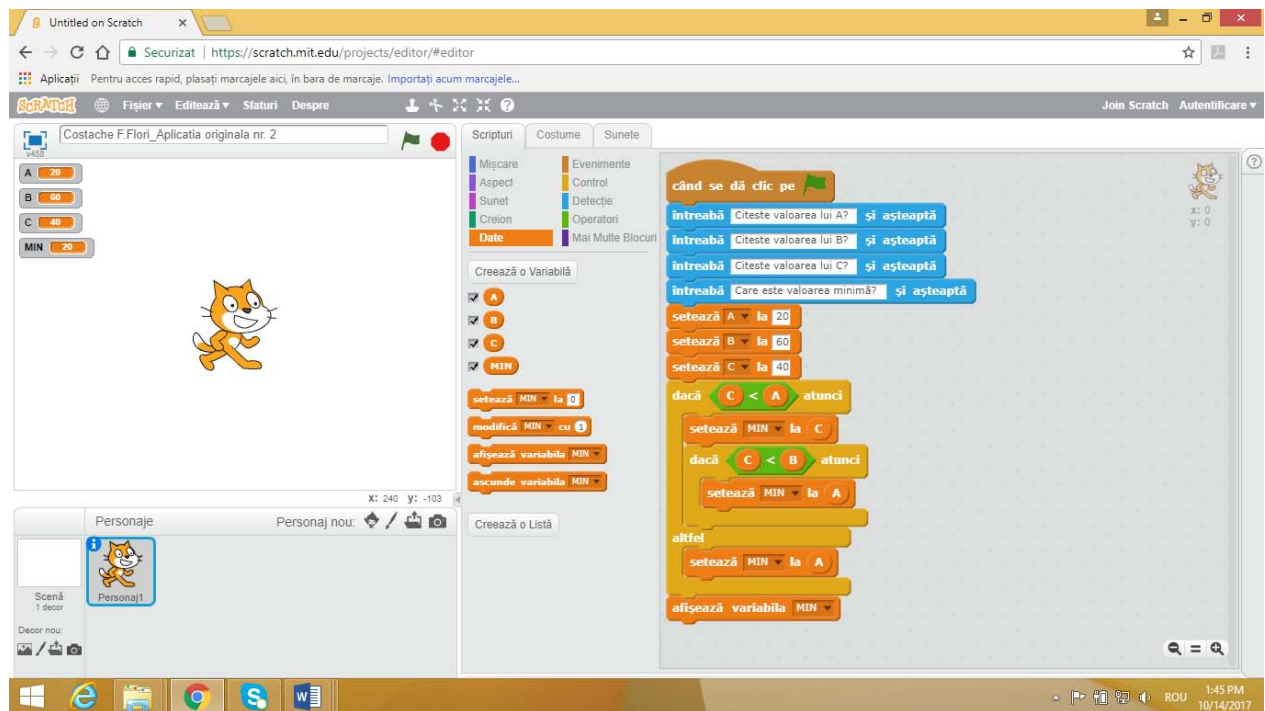 Untitled on Scratch
Securizat | https://scratch.mit.edu/projects/editor/#editor
Aplicații Pentru acces rapid, plasați marcajele aici, în bara de marcaje. Importați acum marcajele...
SCRATCH Fișier Editează Sfaturi Despre Join Scratch Autentificare
v458 Costache F.Flori_Aplicatia originala nr. 2
A 20
B 60
C 40
MIN 20
X: 240 y: -103
Personaje Personaj nou:
Scenă
1 decor
Decor nou:
Personaj1
Scripturi Costume Sunete
Mișcare Evenimente
Aspect Control
Sunet Detecție
Creion Operatori
Date Mai Multe Blocuri
Creează o Variabilă
A
B
C
MIN
setează MIN la 0
modifică MIN cu 1
afișează variabila MIN
ascunde variabila MIN
Creează o Listă
când se dă clic pe
întreabă Citeste valoarea lui A? și așteaptă
întreabă Citeste valoarea lui B? și așteaptă
întreabă Citeste valoarea lui C? și așteaptă
întreabă Care este valoarea minimă? și așteaptă
setează A la 20
setează B la 60
setează C la 40
dacă C < A atunci
setează MIN la C
dacă C < B atunci
setează MIN la A
altfel
setează MIN la A
afișează variabila MIN
x: 0
y: 0
ROU 1:45 PM
10/14/2017